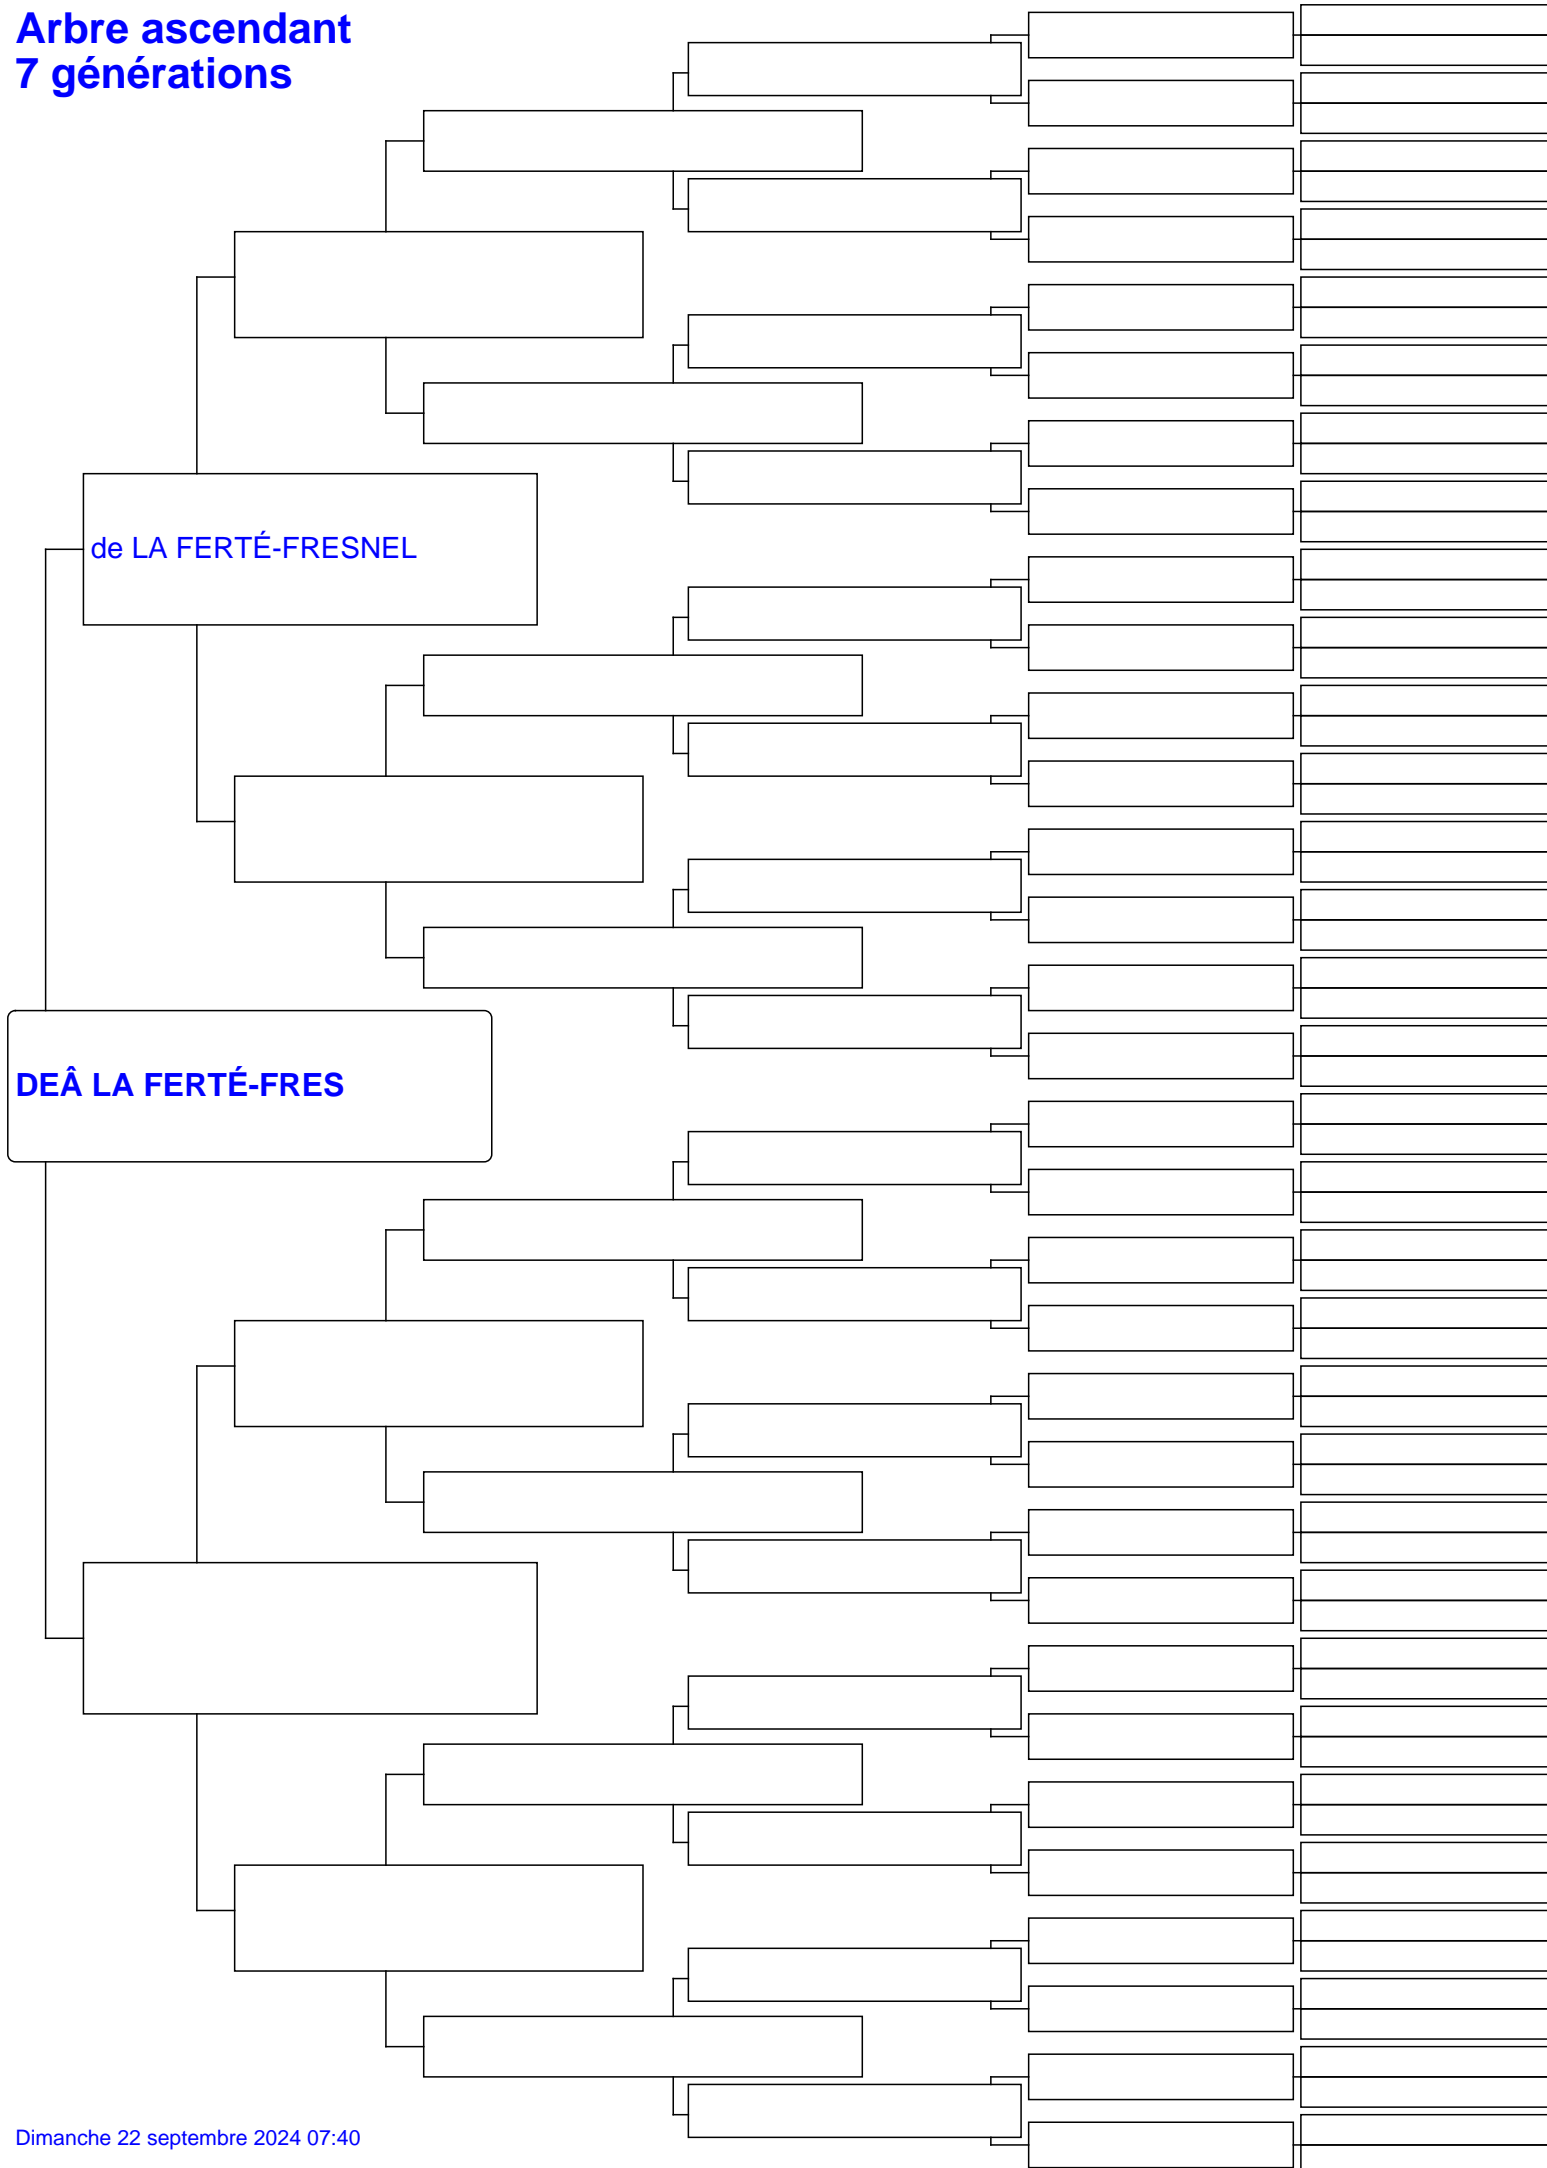 Arbre ascendant
7 générations
de LA FERTÉ-FRESNEL
DEÂ LA FERTÉ-FRES
Dimanche 22 septembre 2024 07:40